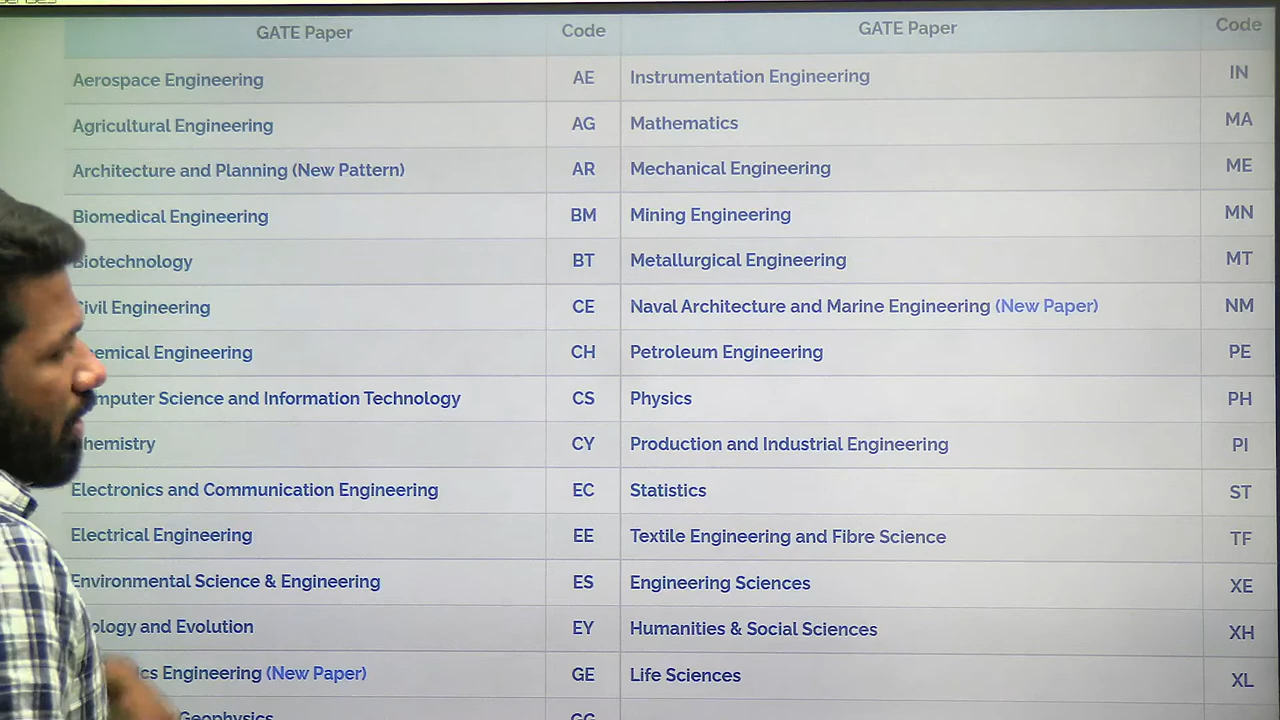 GATE Paper Code GATE Paper Code
Aerospace Engineering AE Instrumentation Engineering IN
Agricultural Engineering AG Mathematics MA
Architecture and Planning (New Pattern) AR Mechanical Engineering ME
Biomedical Engineering BM Mining Engineering MN
Biotechnology BT Metallurgical Engineering MT
Civil Engineering CE Naval Architecture and Marine Engineering (New Paper) NM
hemical Engineering CH Petroleum Engineering PE
mputer Science and Information Technology CS Physics PH
hemistry CY Production and Industrial Engineering PI
Electronics and Communication Engineering EC Statistics ST
Electrical Engineering EE Textile Engineering and Fibre Science TF
Environmental Science & Engineering ES Engineering Sciences XE
ology and Evolution EY Humanities & Social Sciences XH
ics Engineering (New Paper) GE Life Sciences XL
Geophysics GG